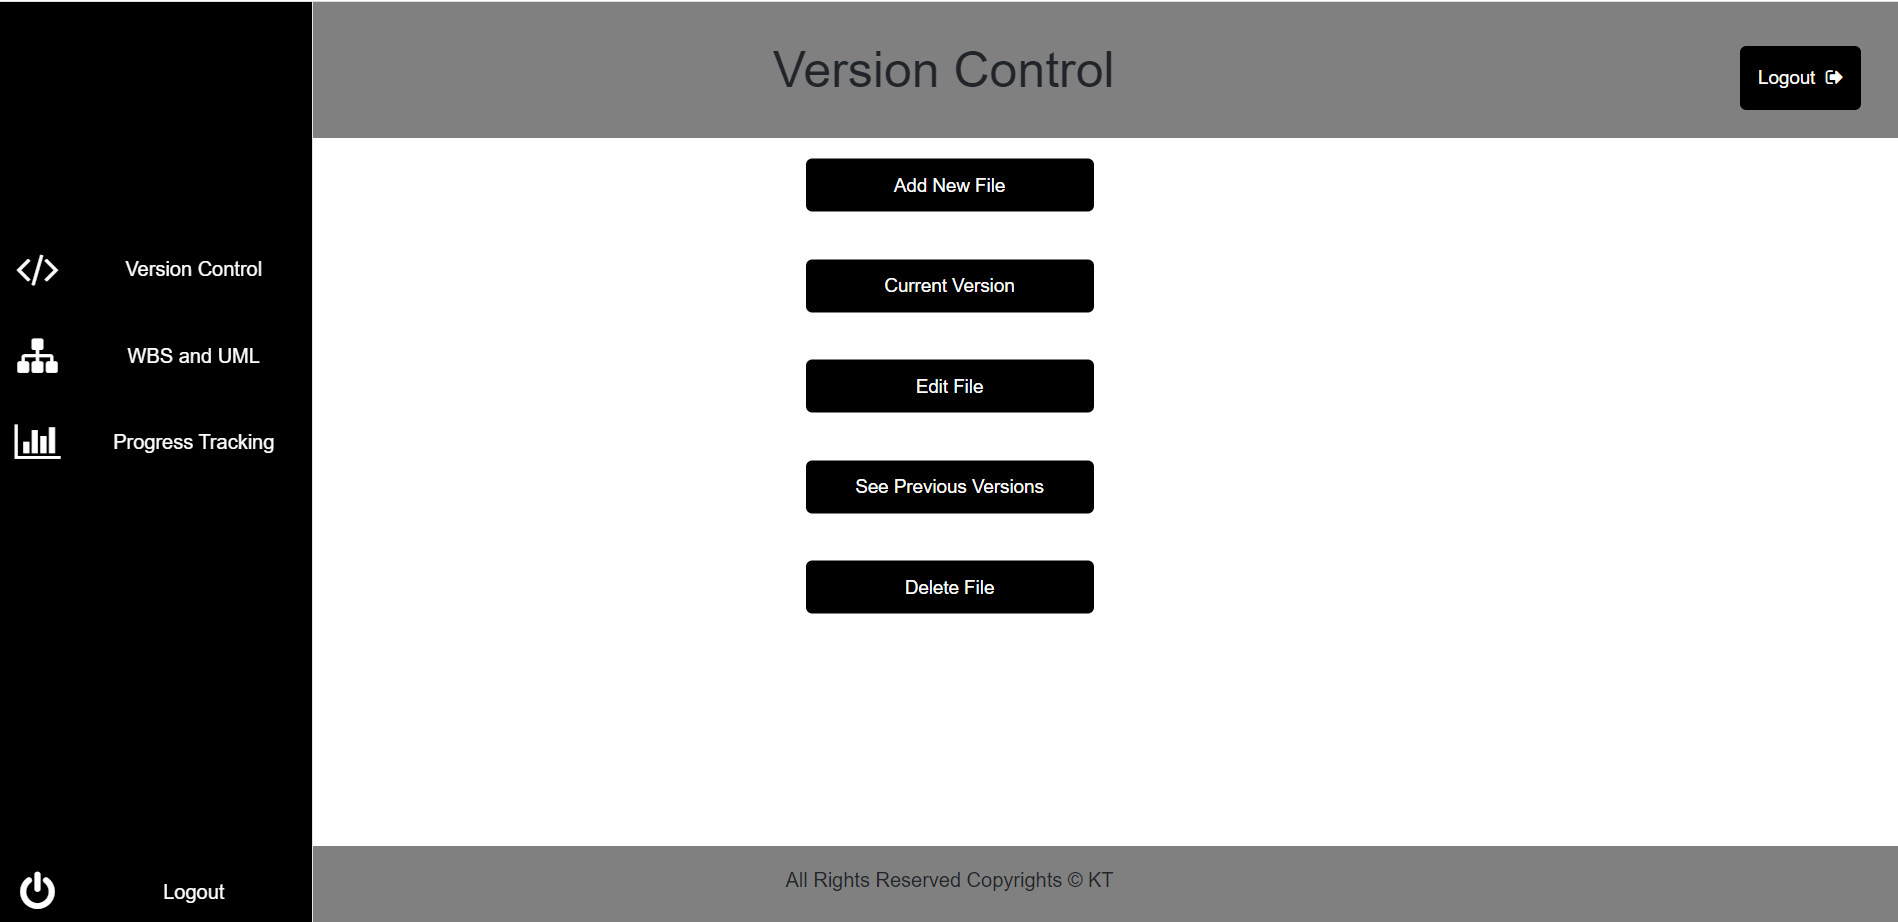 Version Control
Logout
Add New File
Current Version
Edit File
See Previous Versions
Delete File
Version Control
WBS and UML
Progress Tracking
Logout
All Rights Reserved Copyrights © KT